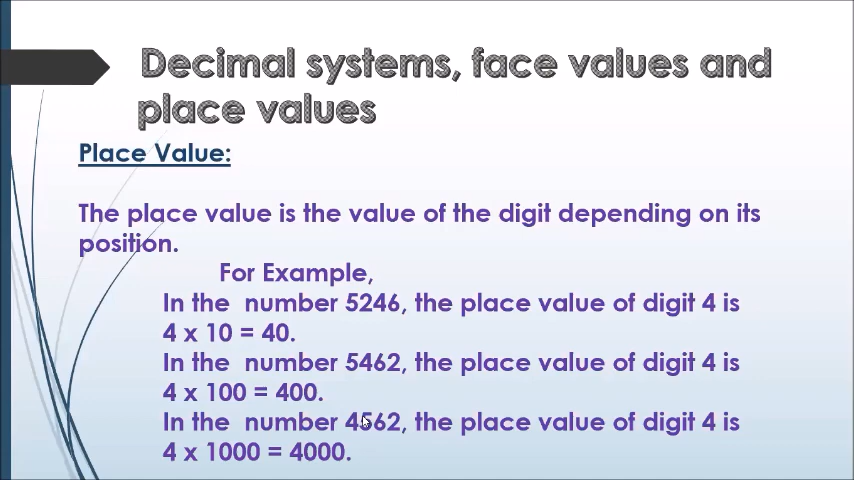 Decimal systems, face values and
place values
Place Value:
The place value is the value of the digit depending on its
position.
For Example,
In the number 5246, the place value of digit 4 is
4 x 10 = 40.
In the number 5462, the place value of digit 4 is
4 x 100 = 400.
In the number 4562, the place value of digit 4 is
4 x 1000 = 4000.